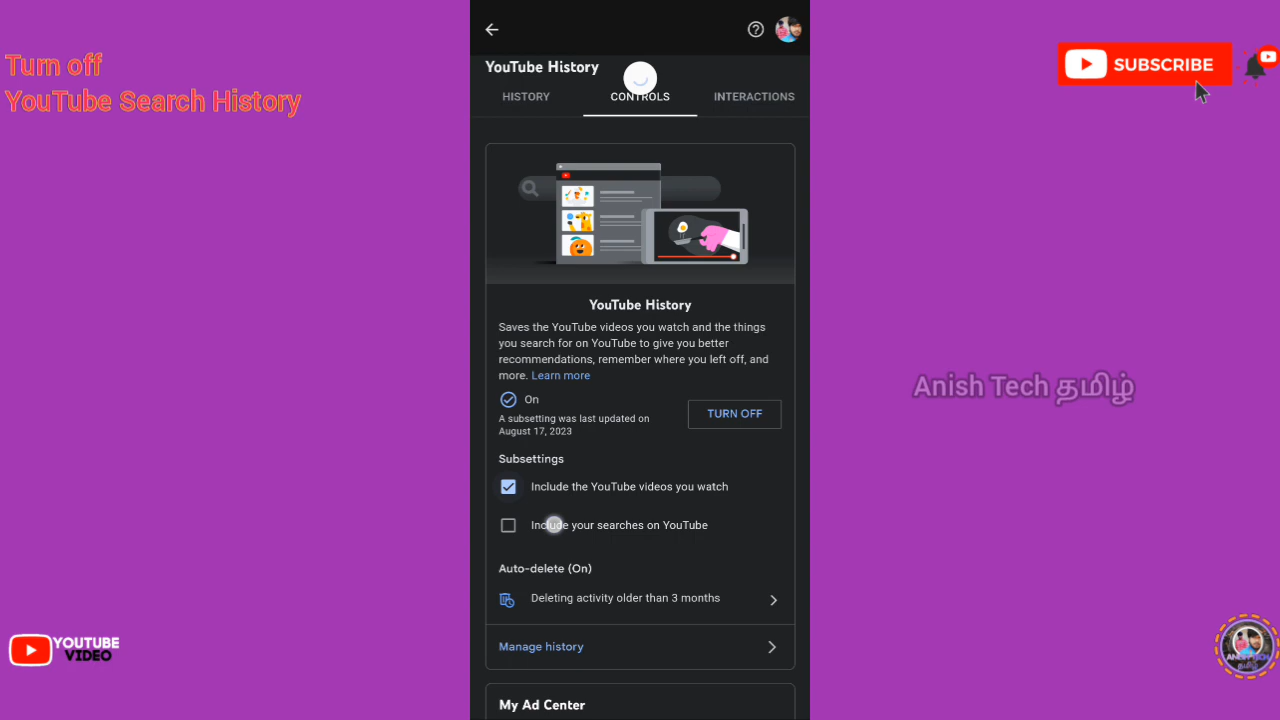 Turn off
YouTube Search History
YouTube History
HISTORY
CONTROLS
INTERACTIONS
YouTube History
Saves the YouTube videos you watch and the things
you search for on YouTube to give you better
recommendations, remember where you left off, and
more. Learn more
On
A subsetting was last updated on
August 17, 2023
TURN OFF
Subsettings
Include the YouTube videos you watch
Include your searches on YouTube
Auto-delete (On)
Deleting activity older than 3 months
Manage history
My Ad Center
SUBSCRIBE
Anish Tech தமிழ்
YOUTUBE
VIDEO
ANISH TECH
தமிழ்